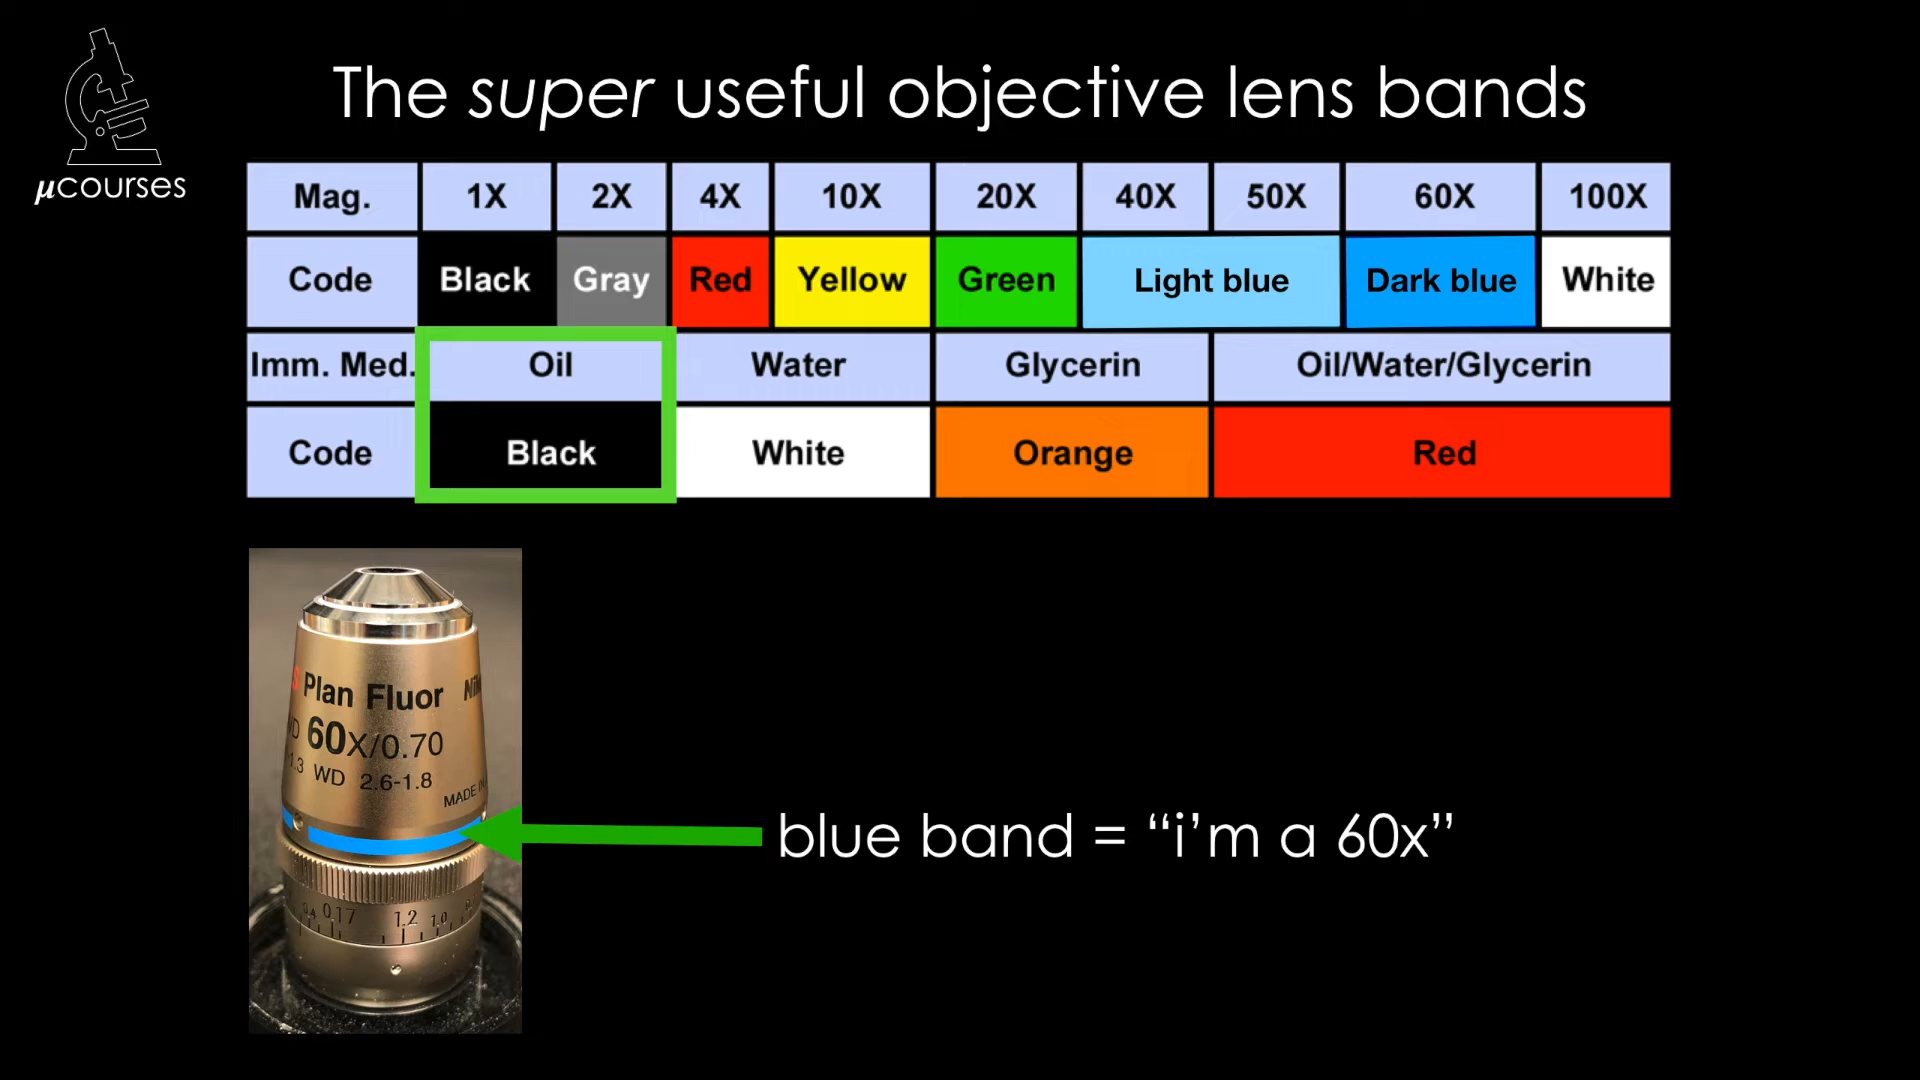 The super useful objective lens bands
μcourses
Mag. 1X 2X 4X 10X 20X 40X 50X 60X 100X
Code Black Gray Red Yellow Green Light blue Dark blue White
Imm. Med. Oil Water Glycerin Oil/Water/Glycerin
Code Black White Orange Red
S Plan Fluor
60X/0.70
WD 2.6-1.8
MADE
0.17 1.2 1.0
blue band = “i’m a 60x”